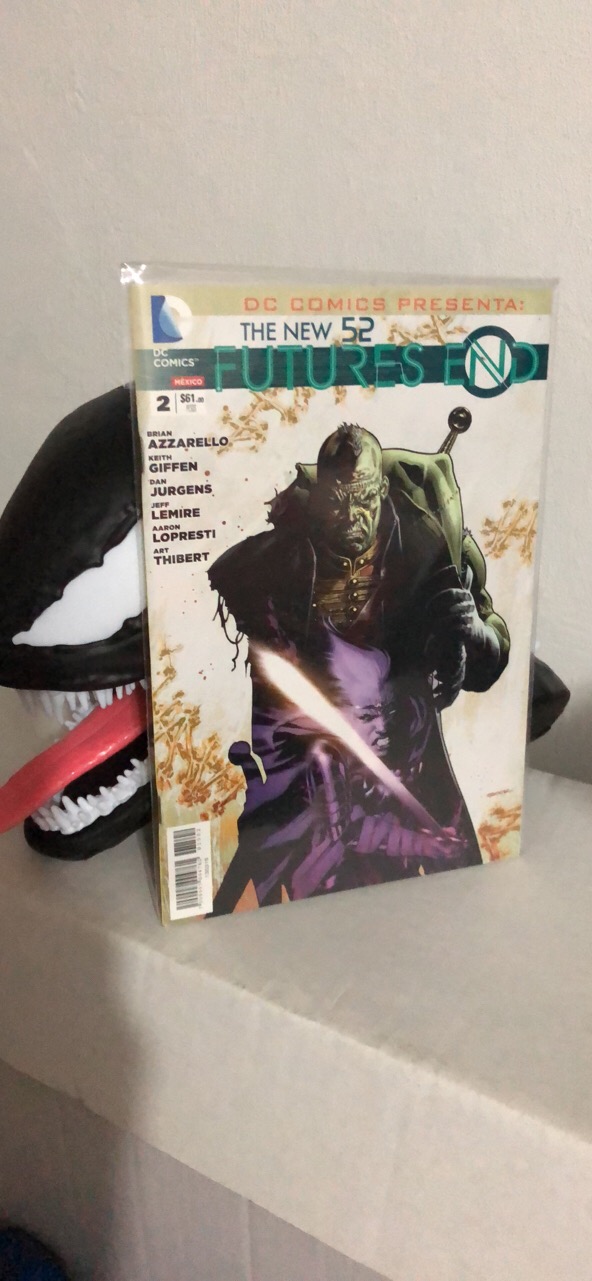 DC COMICS PRESENTA:
THE NEW 52
FUTURES END
DC
COMICS™
MÉXICO
2 $61.00
BRIAN
AZZARELLO
KEITH
GIFFEN
DAN
JURGENS
JEFF
LEMIRE
AARON
LOPRESTI
ART
THIBERT